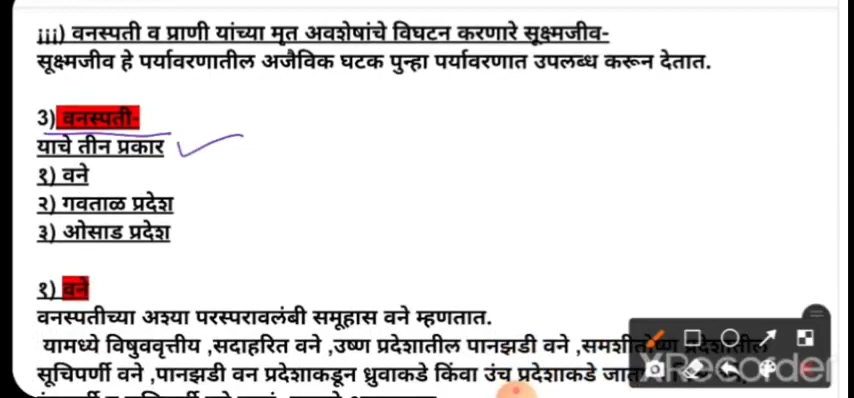 iii) वनस्पती व प्राणी यांच्या मृत अवशेषांचे विघटन करणारे सूक्ष्मजीव-
सूक्ष्मजीव हे पर्यावरणातील अजैविक घटक पुन्हा पर्यावरणात उपलब्ध करून देतात.
3) वनस्पती-
याचे तीन प्रकार
१) वने
२) गवताळ प्रदेश
३) ओसाड प्रदेश
१) वने
वनस्पतीच्या अश्या परस्परावलंबी समूहास वने म्हणतात.
यामध्ये विषुववृत्तीय ,सदाहरित वने ,उष्ण प्रदेशातील पानझडी वने ,समशीतोष्ण प्रदेशातील
सूचिपर्णी वने ,पानझडी वन प्रदेशाकडून ध्रुवाकडे किंवा उंच प्रदेशाकडे
XRecorder